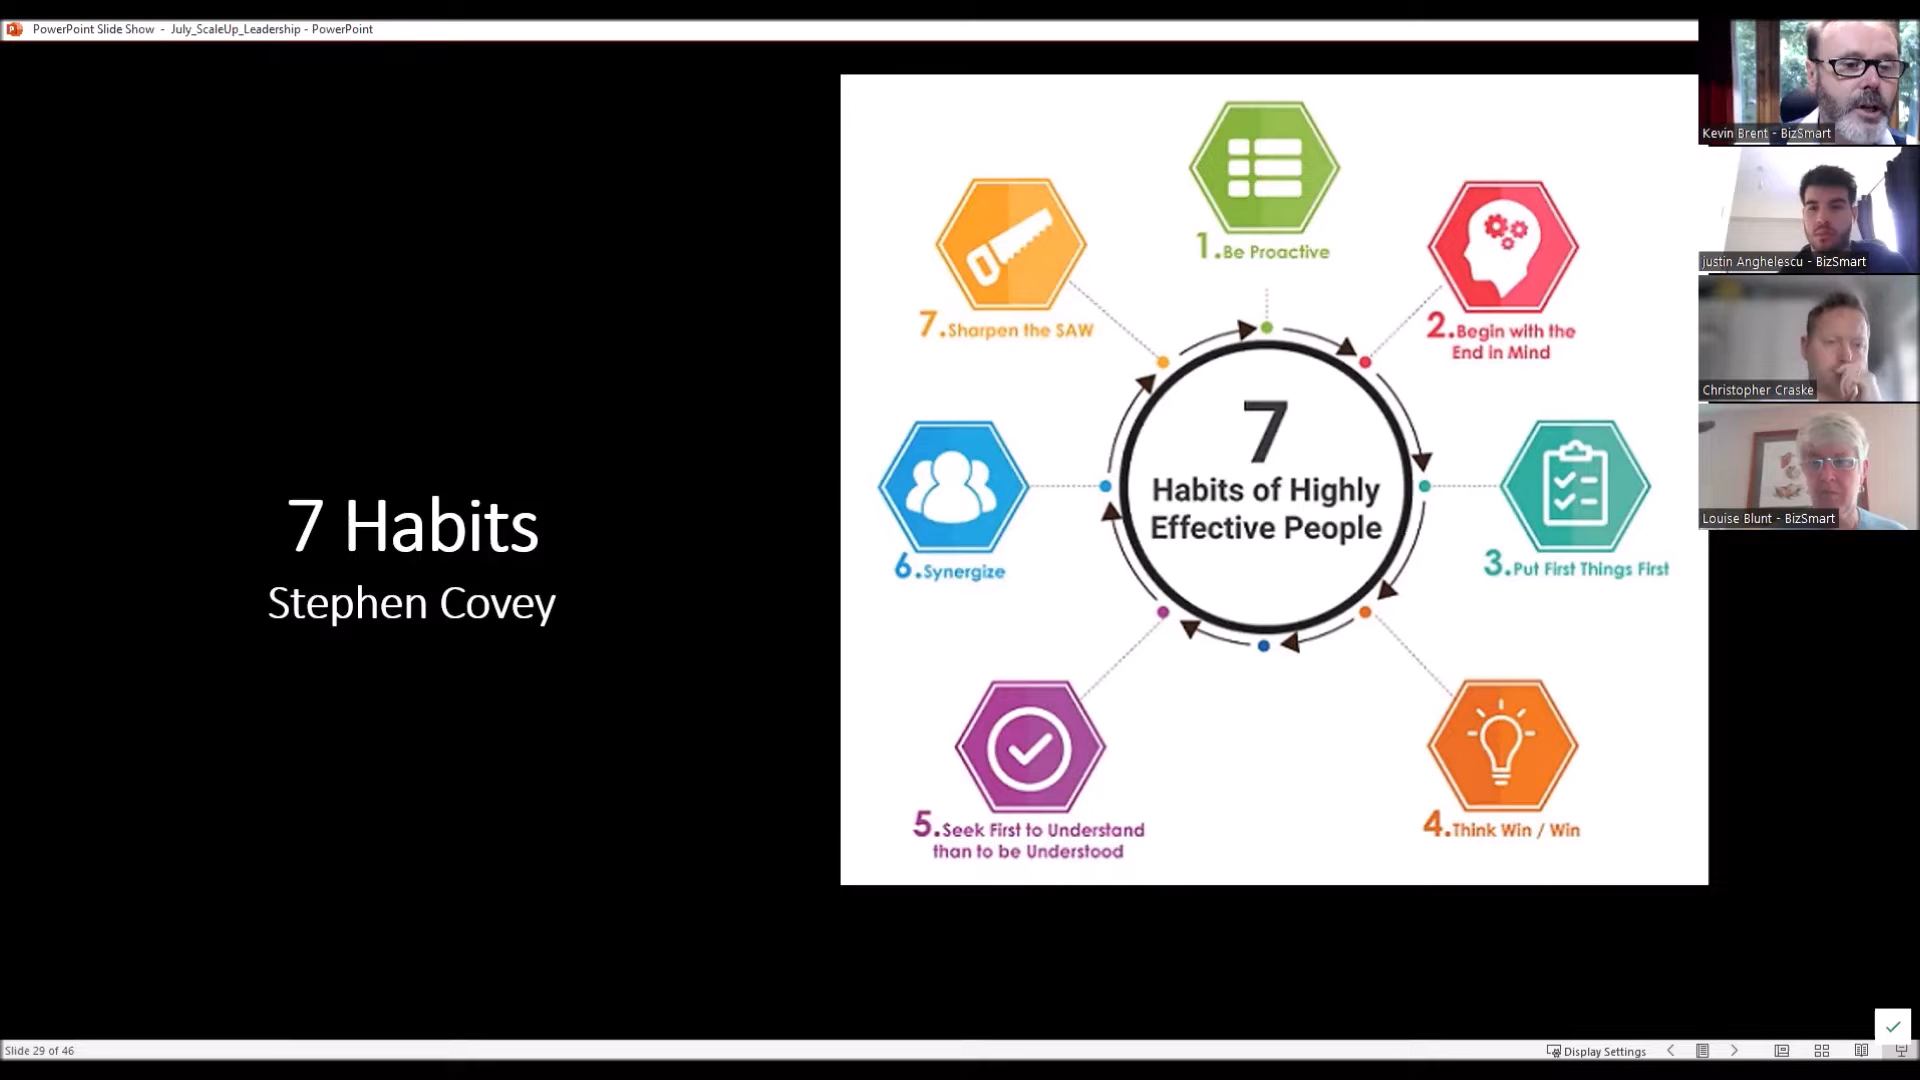 PowerPoint Slide Show - July_ScaleUp_Leadership - PowerPoint
7 Habits
Stephen Covey
1.Be Proactive
2.Begin with the
End in Mind
3.Put First Things First
4.Think Win / Win
5.Seek First to Understand
than to be Understood
6.Synergize
7.Sharpen the SAW
7
Habits of Highly
Effective People
Kevin Brent - BizSmart
justin Anghelescu - BizSmart
Christopher Craske
Louise Blunt - BizSmart
Slide 29 of 46
Display Settings